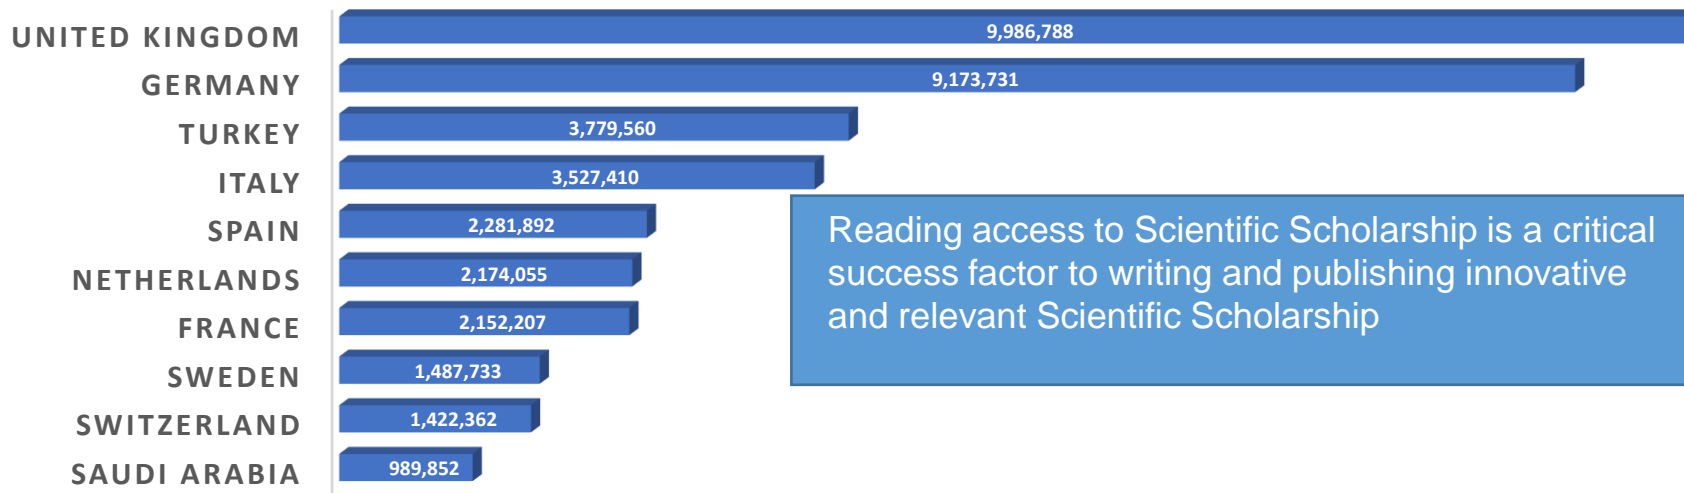 UNITED KINGDOM 9,986,788
GERMANY 9,173,731
TURKEY 3,779,560
ITALY 3,527,410
SPAIN 2,281,892
NETHERLANDS 2,174,055
FRANCE 2,152,207
SWEDEN 1,487,733
SWITZERLAND 1,422,362
SAUDI ARABIA 989,852
Reading access to Scientific Scholarship is a critical
success factor to writing and publishing innovative
and relevant Scientific Scholarship